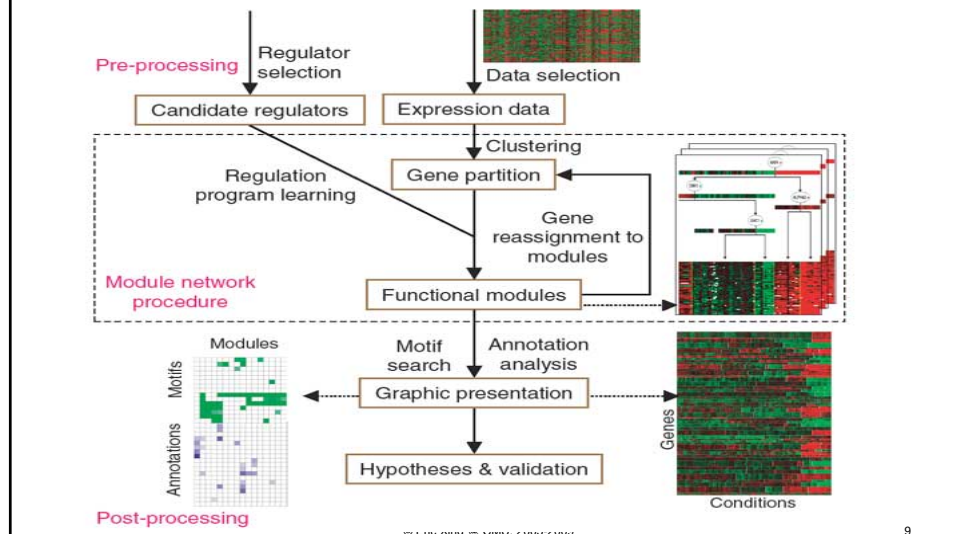 Regulator
selection
Pre-processing
Data selection
Candidate regulators
Expression data
Clustering
Gene partition
Regulation
program learning
Gene
reassignment to
modules
Module network
procedure
Functional modules
Modules
Motif
search
Annotation
analysis
Motifs
Graphic presentation
Genes
Annotations
Hypotheses & validation
Conditions
Post-processing
9